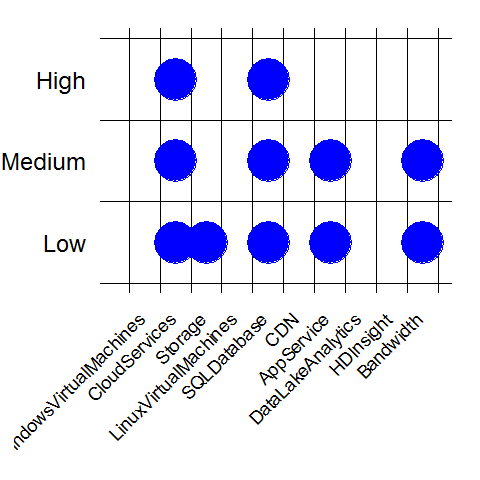 High
Medium
Low
ndowsVirtualMachines
CloudServices
Storage
LinuxVirtualMachines
SQLDatabase
CDN
AppService
DataLakeAnalytics
HDInsight
Bandwidth